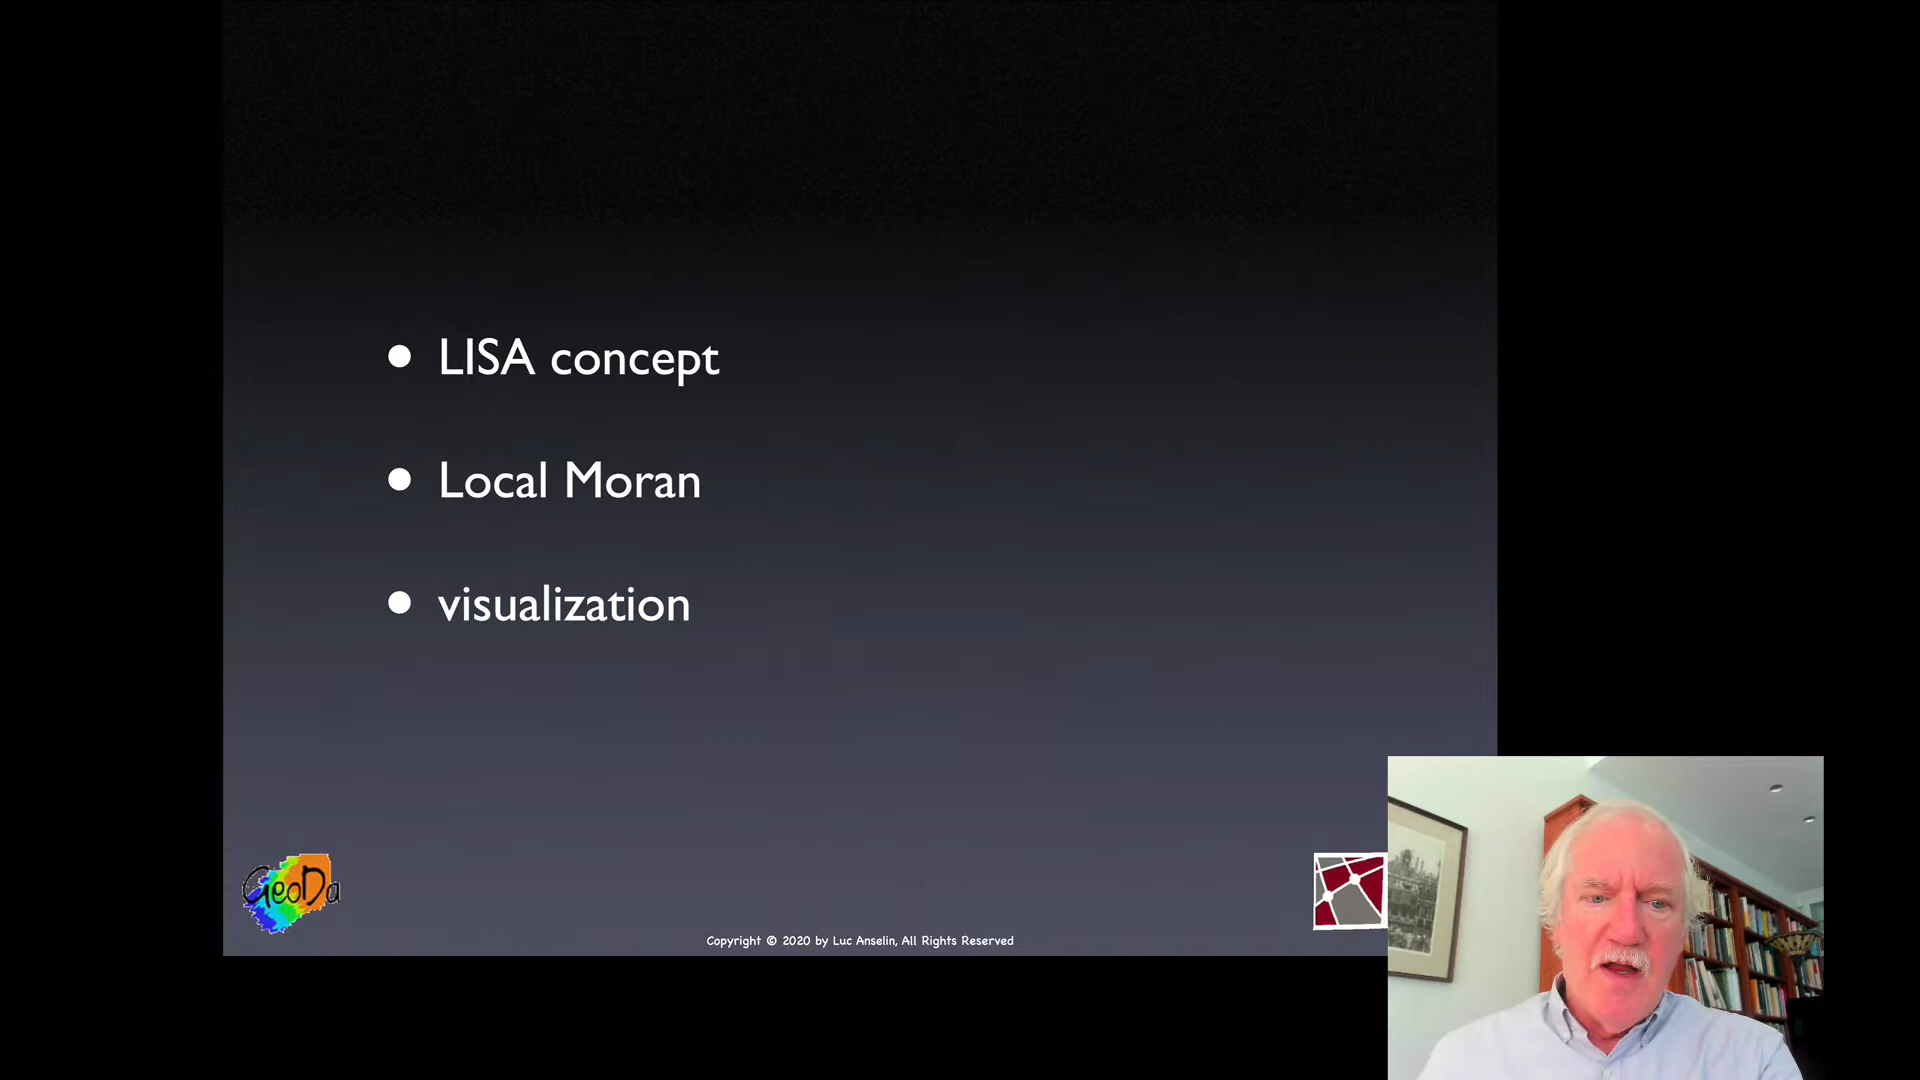 LISA concept
Local Moran
visualization
GeoDa
Copyright © 2020 by Luc Anselin, All Rights Reserved